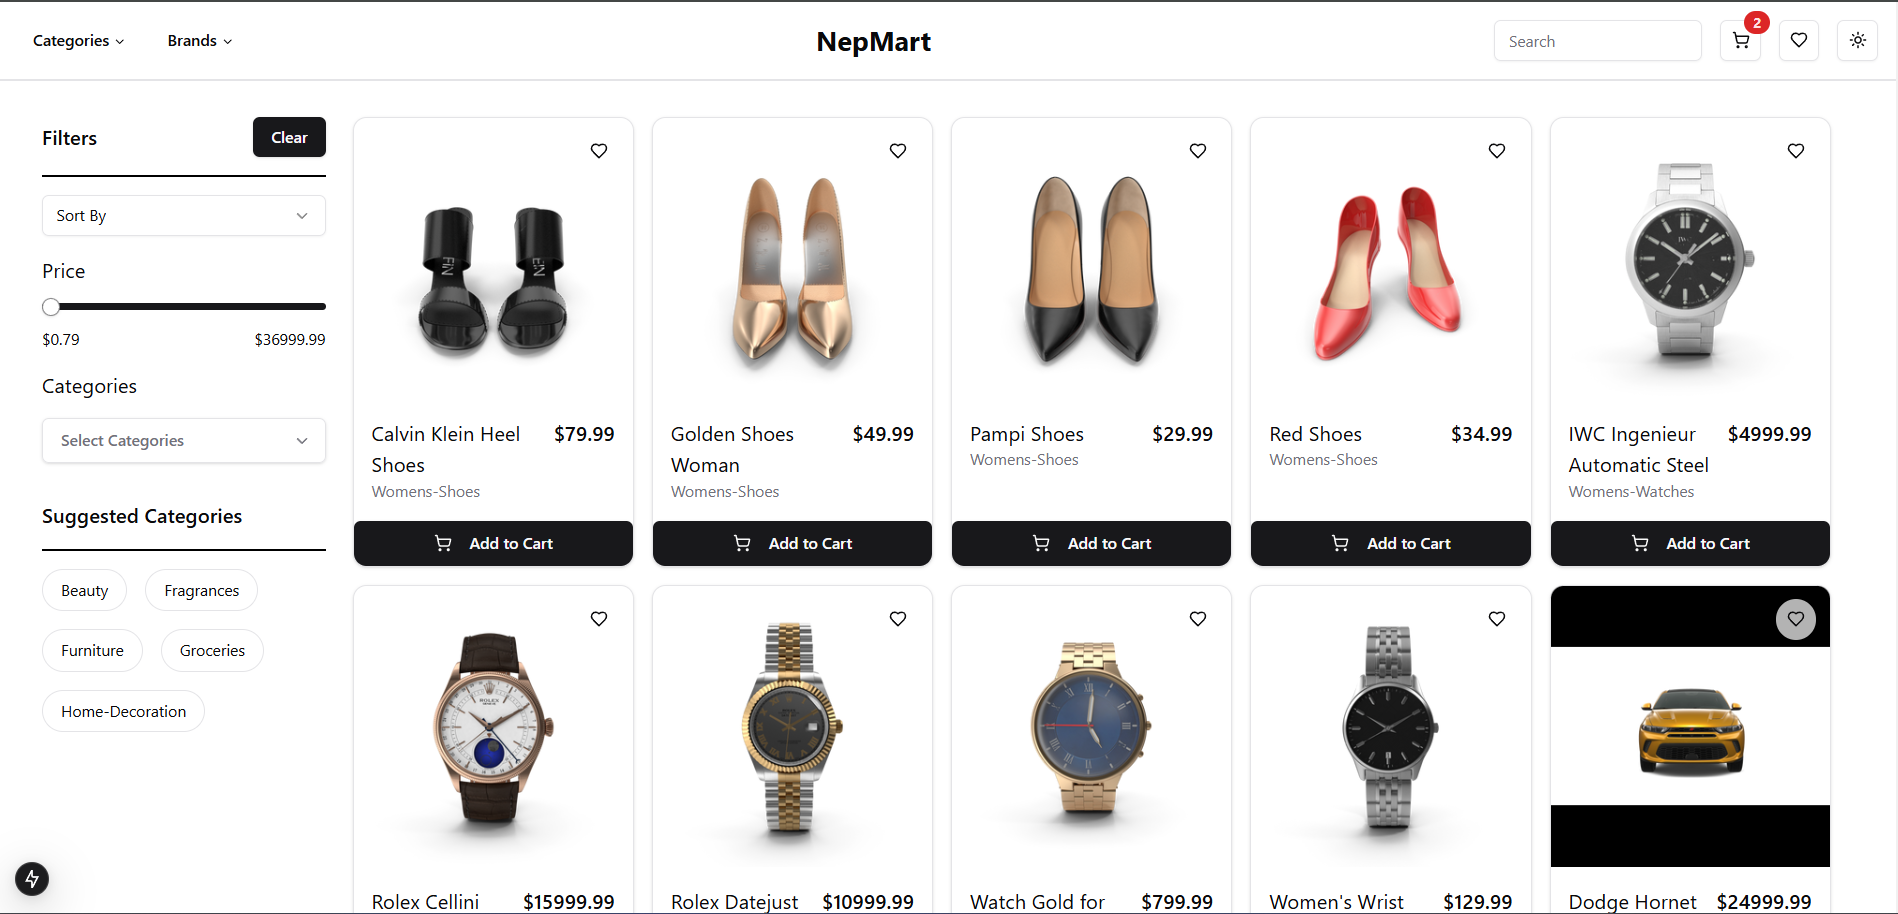 Categories
Brands
NepMart
Search
2
Filters
Clear
Sort By
Price
$0.79
$36999.99
Categories
Select Categories
Suggested Categories
Beauty
Fragrances
Furniture
Groceries
Home-Decoration
Calvin Klein Heel
Shoes
$79.99
Womens-Shoes
Add to Cart
Golden Shoes
Woman
$49.99
Womens-Shoes
Add to Cart
Pampi Shoes
$29.99
Womens-Shoes
Add to Cart
Red Shoes
$34.99
Womens-Shoes
Add to Cart
IWC
IWC Ingenieur
Automatic Steel
$4999.99
Womens-Watches
Add to Cart
ROLEX
Rolex Cellini
$15999.99
Rolex Datejust
$10999.99
Watch Gold for
$799.99
Women's Wrist
$129.99
Dodge Hornet
$24999.99